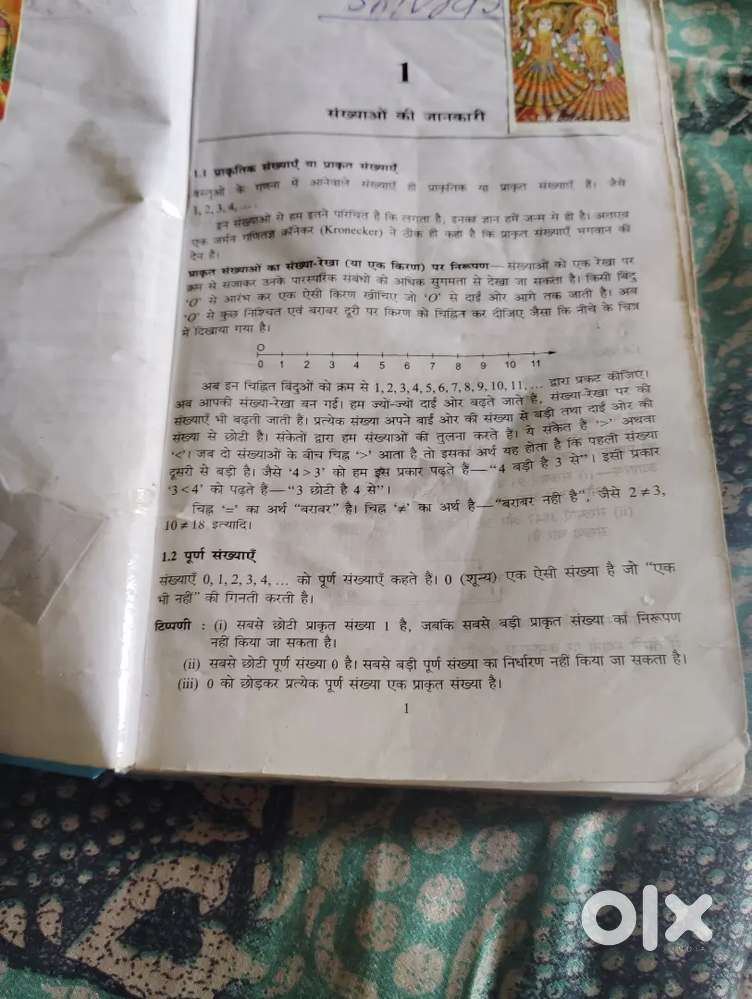 1
संख्याओं की जानकारी
1.1 प्राकृतिक संख्याएँ या प्राकृत संख्याएँ
वस्तुओं के गणना में आनेवाले संख्याएँ ही प्राकृतिक या प्राकृत संख्याएँ हैं। जैसे
1, 2, 3, 4, ....
इन संख्याओं से हम इतने परिचित हैं कि लगता है, इनका ज्ञान हमें जन्म से ही है। अतएव
एक जर्मन गणितज्ञ क्रॉनेकर (Kronecker) ने ठीक ही कहा है कि प्राकृत संख्याएँ भगवान की
देन है।
प्राकृत संख्याओं का संख्या-रेखा (या एक किरण) पर निरूपण— संख्याओं को एक रेखा पर
क्रम से सजाकर उनके पारस्परिक संबंधों को अधिक सुगमता से देखा जा सकता है। किसी बिंदु
'O' से आरंभ कर एक ऐसी किरण खींचिए जो 'O' से दाईं ओर आगे तक जाती है। अब
'O' से कुछ निश्चित एवं बराबर दूरी पर किरण को चिह्नित कर दीजिए जैसा कि नीचे के चित्र
में दिखाया गया है।
O
0 1 2 3 4 5 6 7 8 9 10 11
अब इन चिह्नित बिंदुओं को क्रम से 1, 2, 3, 4, 5, 6, 7, 8, 9, 10, 11, ... द्वारा प्रकट कीजिए।
अब आपकी संख्या-रेखा बन गई। हम ज्यों-ज्यों दाईं ओर बढ़ते जाते हैं, संख्या-रेखा पर की
संख्याएँ भी बढ़ती जाती हैं। प्रत्येक संख्या अपने बाईं ओर की संख्या से बड़ी तथा दाईं ओर की
संख्या से छोटी है। संकेतों द्वारा हम संख्याओं की तुलना करते हैं। ये संकेत हैं '>' अथवा
'<'। जब दो संख्याओं के बीच चिह्न '>' आता है तो इसका अर्थ यह होता है कि पहली संख्या
दूसरी से बड़ी है। जैसे '4 > 3' को हम इस प्रकार पढ़ते हैं— “4 बड़ी है 3 से”। इसी प्रकार
'3 < 4' को पढ़ते हैं— “3 छोटी है 4 से”।
चिह्न '=' का अर्थ “बराबर” है। चिह्न '≠' का अर्थ है— “बराबर नहीं है”, जैसे 2 ≠ 3,
10 ≠ 18 इत्यादि।
1.2 पूर्ण संख्याएँ
संख्याएँ 0, 1, 2, 3, 4, ... को पूर्ण संख्याएँ कहते हैं। 0 (शून्य) एक ऐसी संख्या है जो “एक
भी नहीं” की गिनती करती है।
टिप्पणी : (i) सबसे छोटी प्राकृत संख्या 1 है, जबकि सबसे बड़ी प्राकृत संख्या का निरूपण
नहीं किया जा सकता है।
(ii) सबसे छोटी पूर्ण संख्या 0 है। सबसे बड़ी पूर्ण संख्या का निर्धारण नहीं किया जा सकता है।
(iii) 0 को छोड़कर प्रत्येक पूर्ण संख्या एक प्राकृत संख्या है।
1
olx